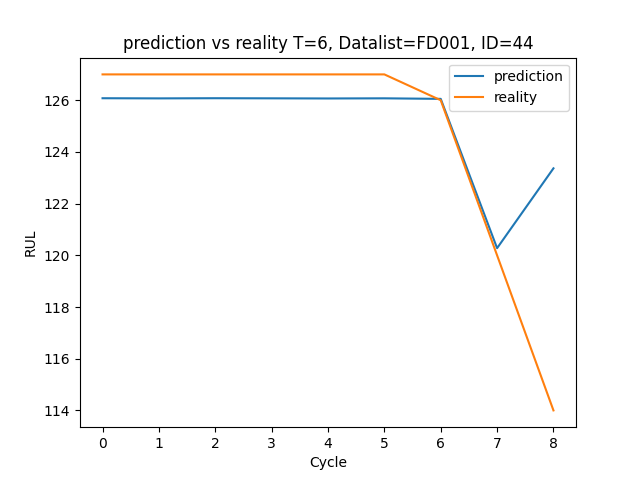 prediction vs reality T=6, Datalist=FD001, ID=44
prediction
reality
126
124
122
120
118
116
114
RUL
0 1 2 3 4 5 6 7 8
Cycle